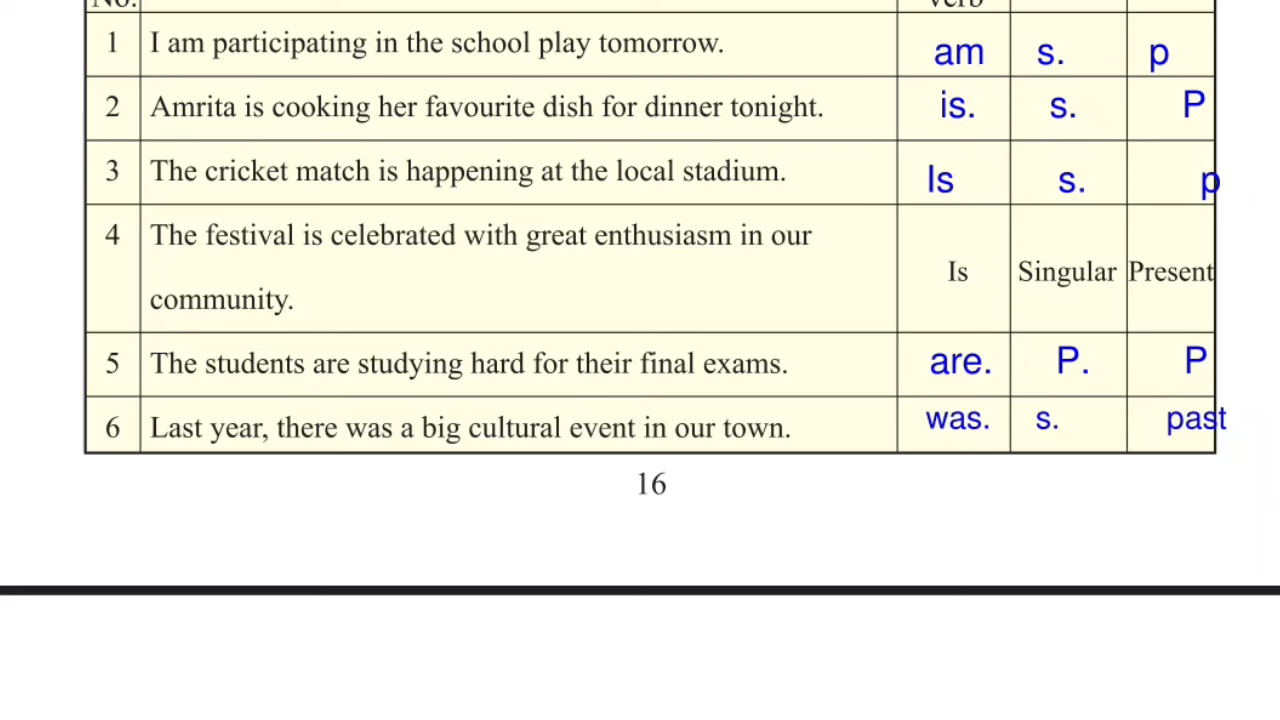 No. verb
1 I am participating in the school play tomorrow. am s. p
2 Amrita is cooking her favourite dish for dinner tonight. is. s. P
3 The cricket match is happening at the local stadium. Is s. p
4 The festival is celebrated with great enthusiasm in our
community. Is Singular Present
5 The students are studying hard for their final exams. are. P. P
6 Last year, there was a big cultural event in our town. was. s. past
16